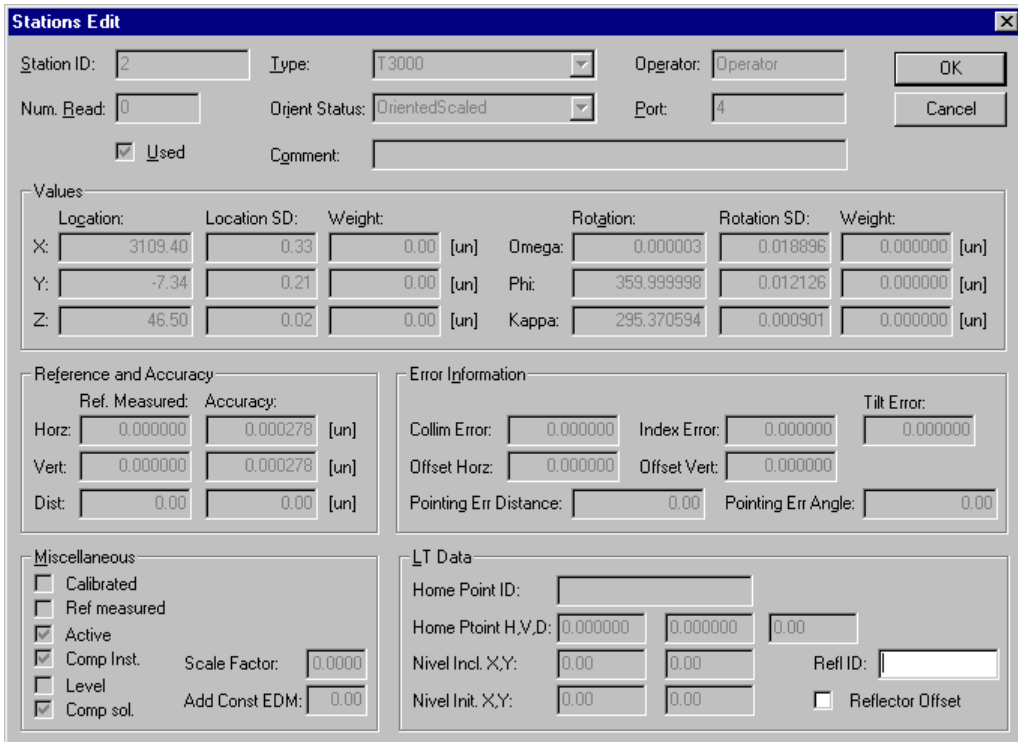 Stations Edit
Station ID: 2 Type: T3000 Operator: Operator OK
Num. Read: 0 Orient Status: OrientedScaled Port: 4 Cancel
Used Comment:
Values
Location: Location SD: Weight: Rotation: Rotation SD: Weight:
X: 3109.40 0.33 0.00 [un] Omega: 0.000003 0.018896 0.000000 [un]
Y: -7.34 0.21 0.00 [un] Phi: 359.999998 0.012126 0.000000 [un]
Z: 46.50 0.02 0.00 [un] Kappa: 295.370594 0.000901 0.000000 [un]
Reference and Accuracy
Ref. Measured: Accuracy:
Horz: 0.000000 0.000278 [un]
Vert: 0.000000 0.000278 [un]
Dist: 0.00 0.00 [un]
Error Information
Tilt Error:
Collim Error: 0.000000 Index Error: 0.000000 0.000000
Offset Horz: 0.000000 Offset Vert: 0.000000
Pointing Err Distance: 0.00 Pointing Err Angle: 0.00
Miscellaneous
Calibrated
Ref measured
Active
Comp Inst. Scale Factor: 0.0000
Level
Comp sol. Add Const EDM: 0.00
LT Data
Home Point ID:
Home Ptoint H,V,D: 0.000000 0.000000 0.00
Nivel Incl. X,Y: 0.00 0.00 Refl ID:
Nivel Init. X,Y: 0.00 0.00 Reflector Offset